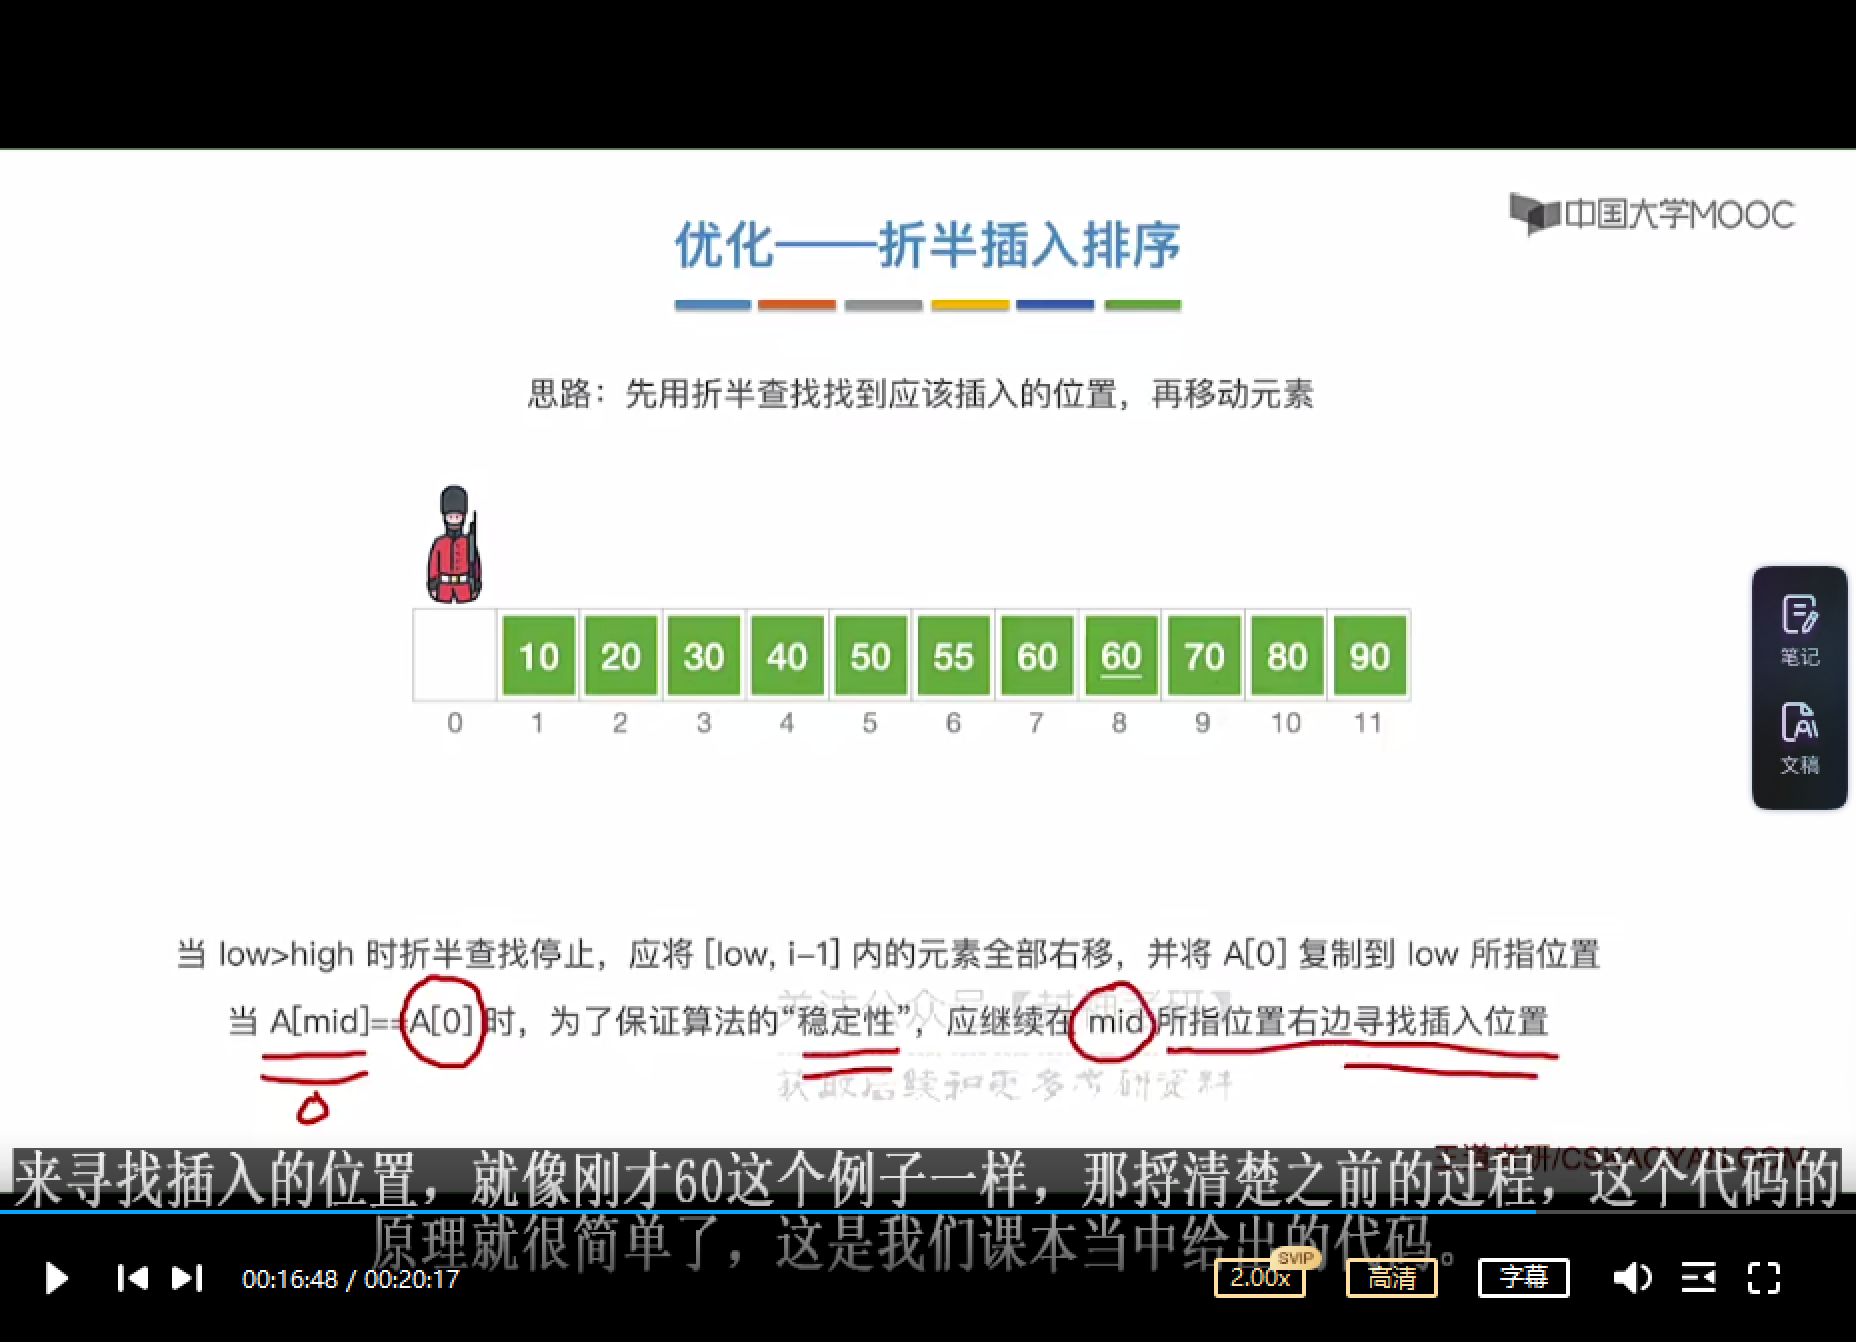 中国大学MOOC
优化——折半插入排序
思路：先用折半查找找到应该插入的位置，再移动元素
10 20 30 40 50 55 60 60 70 80 90
0 1 2 3 4 5 6 7 8 9 10 11
笔记
文稿
当 low>high 时折半查找停止，应将 [low, i-1] 内的元素全部右移，并将 A[0] 复制到 low 所指位置
当 A[mid]==A[0] 时，为了保证算法的“稳定性”，应继续在 mid 所指位置右边寻找插入位置
获取后续和更多考研资料
王道考研/CSKAOYAN.COM
来寻找插入的位置，就像刚才60这个例子一样，那捋清楚之前的过程，这个代码的
原理就很简单了，这是我们课本当中给出的代码。
00:16:48 / 00:20:17
SVIP
2.00x
高清
字幕